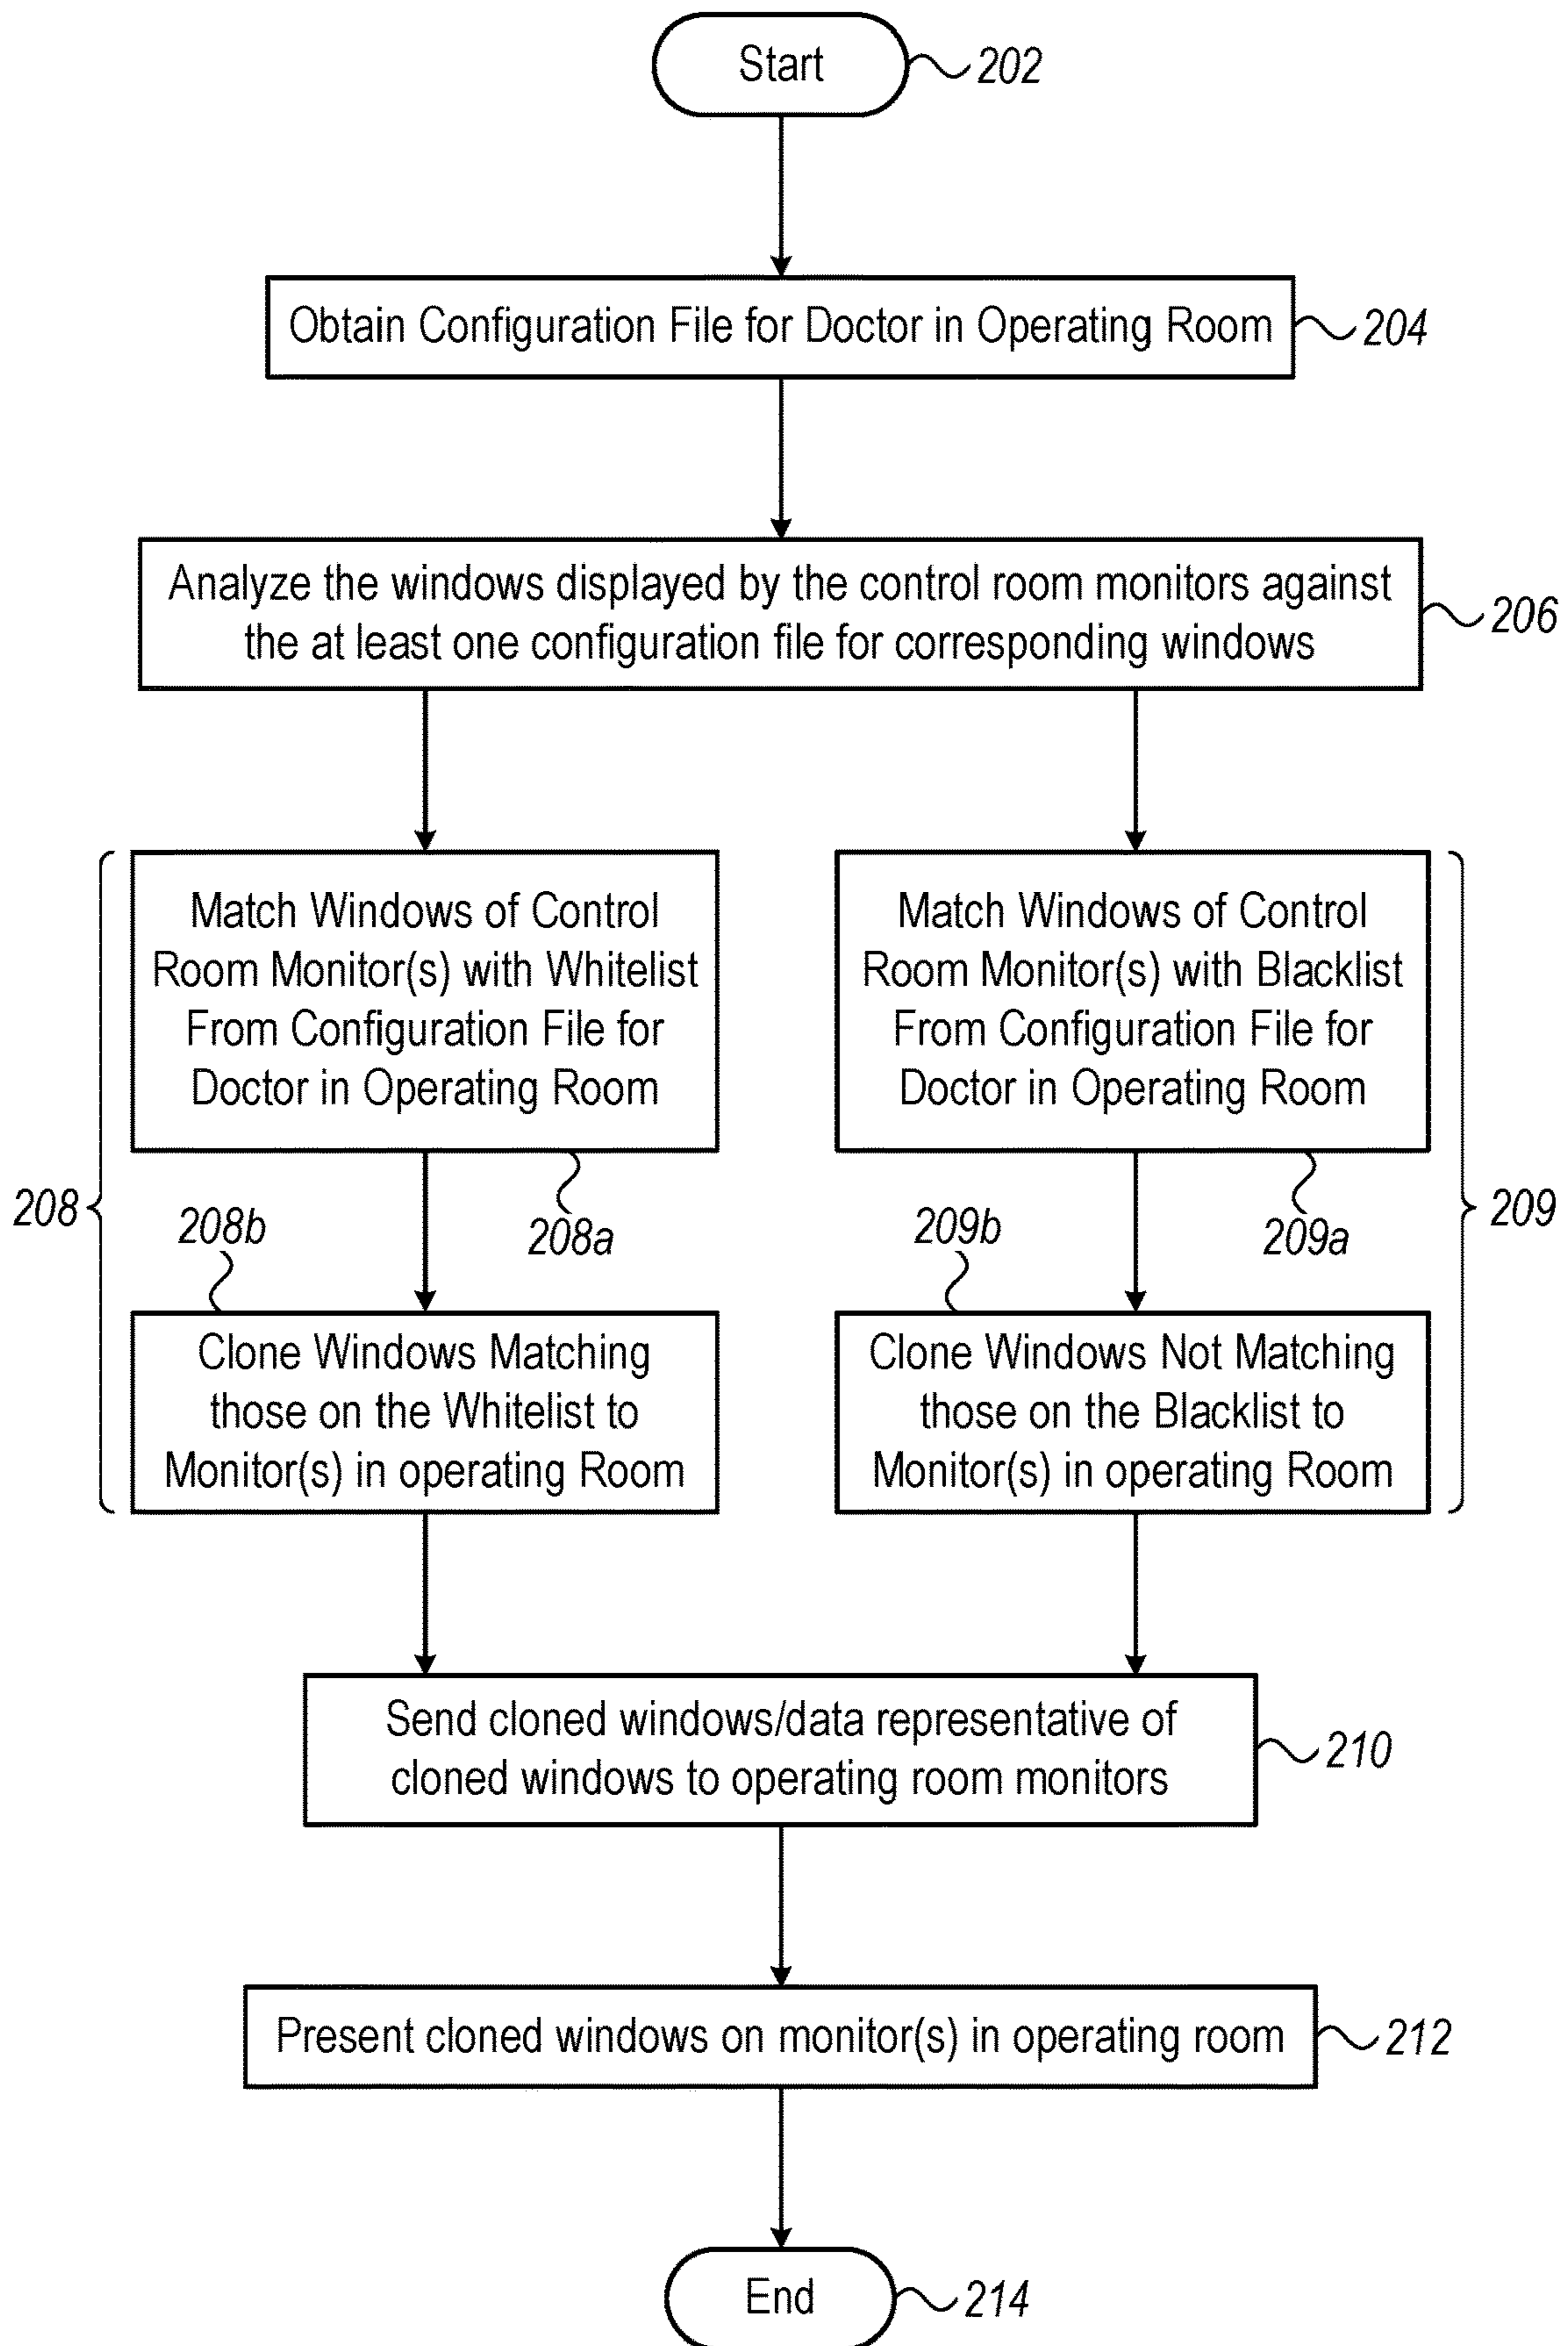 Start
202
Obtain Configuration File for Doctor in Operating Room
204
Analyze the windows displayed by the control room monitors against
the at least one configuration file for corresponding windows
206
Match Windows of Control
Room Monitor(s) with Whitelist
From Configuration File for
Doctor in Operating Room
208a
Match Windows of Control
Room Monitor(s) with Blacklist
From Configuration File for
Doctor in Operating Room
209a
208
209
208b
Clone Windows Matching
those on the Whitelist to
Monitor(s) in operating Room
209b
Clone Windows Not Matching
those on the Blacklist to
Monitor(s) in operating Room
Send cloned windows/data representative of
cloned windows to operating room monitors
210
Present cloned windows on monitor(s) in operating room
212
End
214